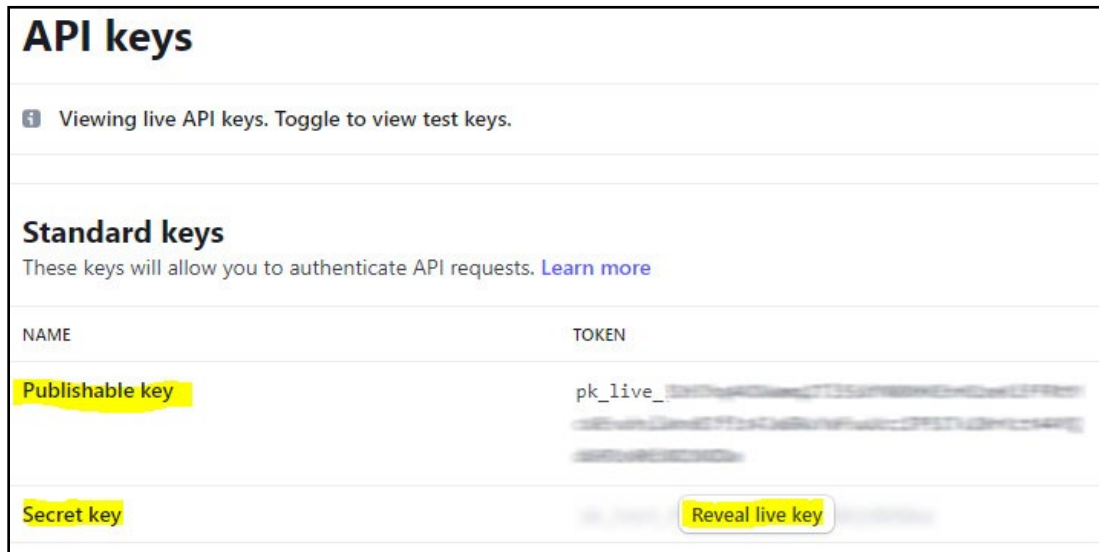 API keys
Viewing live API keys. Toggle to view test keys.
Standard keys
These keys will allow you to authenticate API requests. Learn more
NAME TOKEN
Publishable key pk_live_
Secret key Reveal live key